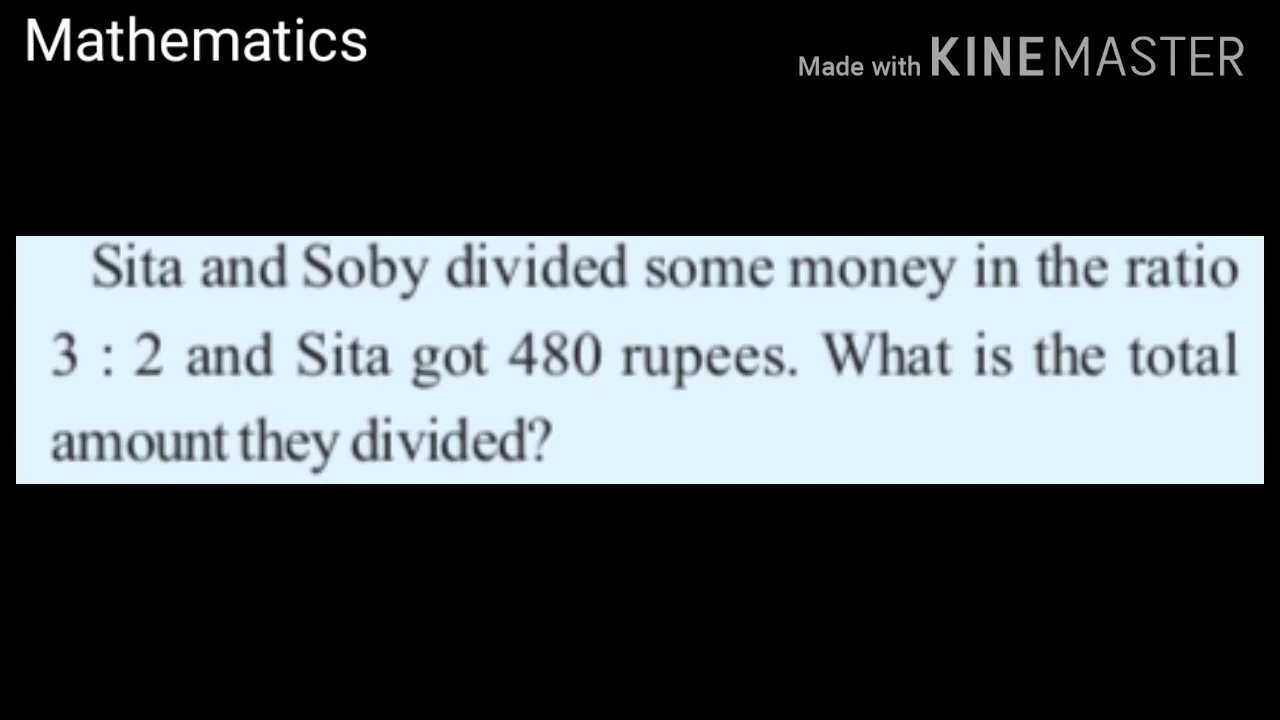 Mathematics
Made with KINEMASTER
Sita and Soby divided some money in the ratio
3 : 2 and Sita got 480 rupees. What is the total
amount they divided?